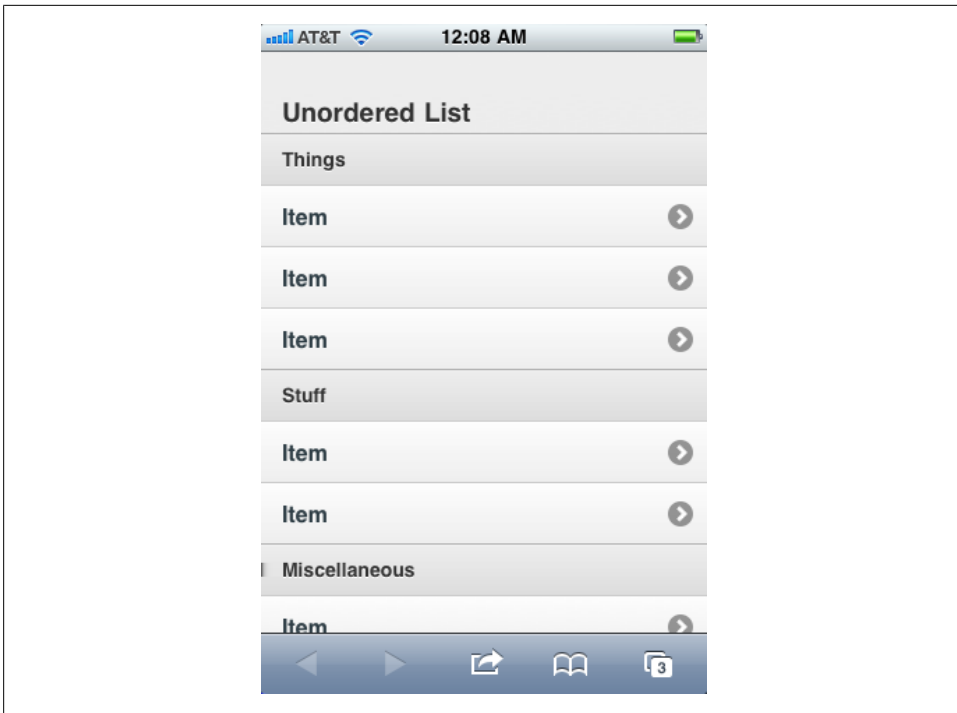 AT&T 12:08 AM
Unordered List
Things
Item
Item
Item
Stuff
Item
Item
Miscellaneous
Item
3